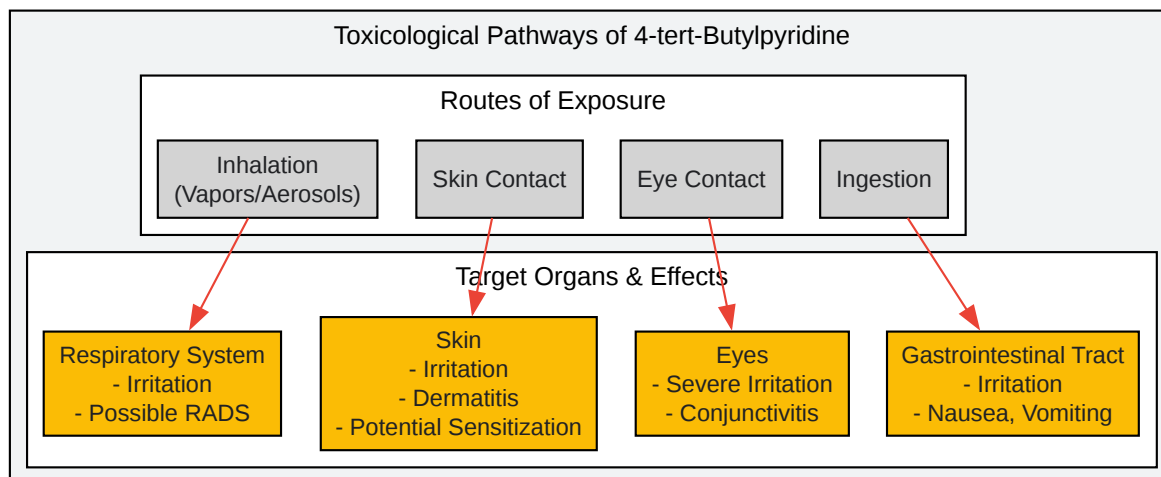 Toxicological Pathways of 4-tert-Butylpyridine
Routes of Exposure
Inhalation
(Vapors/Aerosols)
Skin Contact
Eye Contact
Ingestion
Target Organs & Effects
Respiratory System
- Irritation
- Possible RADS
Skin
- Irritation
- Dermatitis
- Potential Sensitization
Eyes
- Severe Irritation
- Conjunctivitis
Gastrointestinal Tract
- Irritation
- Nausea, Vomiting